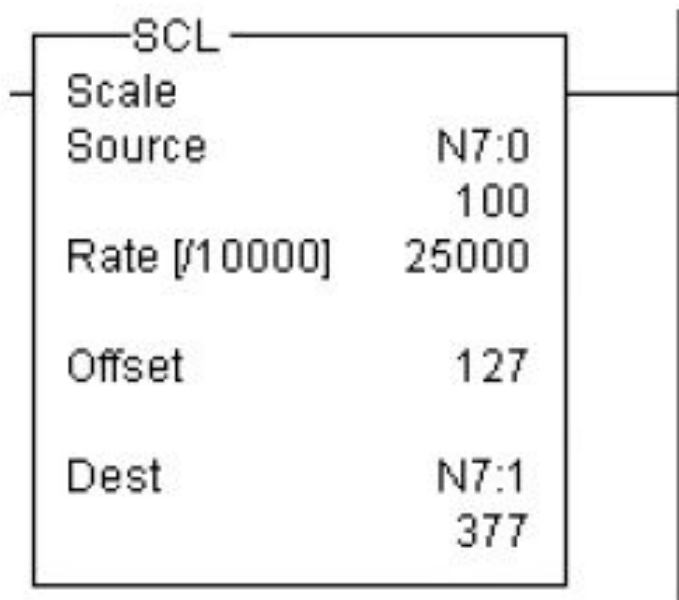 SCL
Scale
Source N7:0
100
Rate [/10000] 25000
Offset 127
Dest N7:1
377